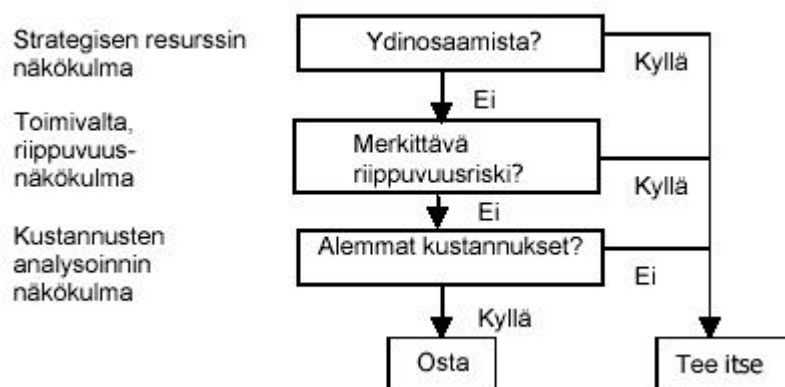 Strategisen resurssin
näkökulma
Ydinosaamista?
Kyllä
Ei
Toimivalta,
riippuvuus-
näkökulma
Merkittävä
riippuvuusriski?
Kyllä
Ei
Kustannusten
analysoinnin
näkökulma
Alemmat kustannukset?
Ei
Kyllä
Osta
Tee itse